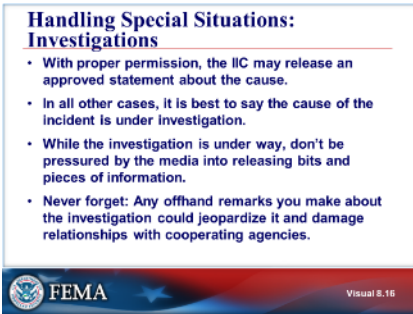 Handling Special Situations:
Investigations
• With proper permission, the IIC may release an
approved statement about the cause.
• In all other cases, it is best to say the cause of the
incident is under investigation.
• While the investigation is under way, don't be
pressured by the media into releasing bits and
pieces of information.
• Never forget: Any offhand remarks you make about
the investigation could jeopardize it and damage
relationships with cooperating agencies.
FEMA
Visual 8.16